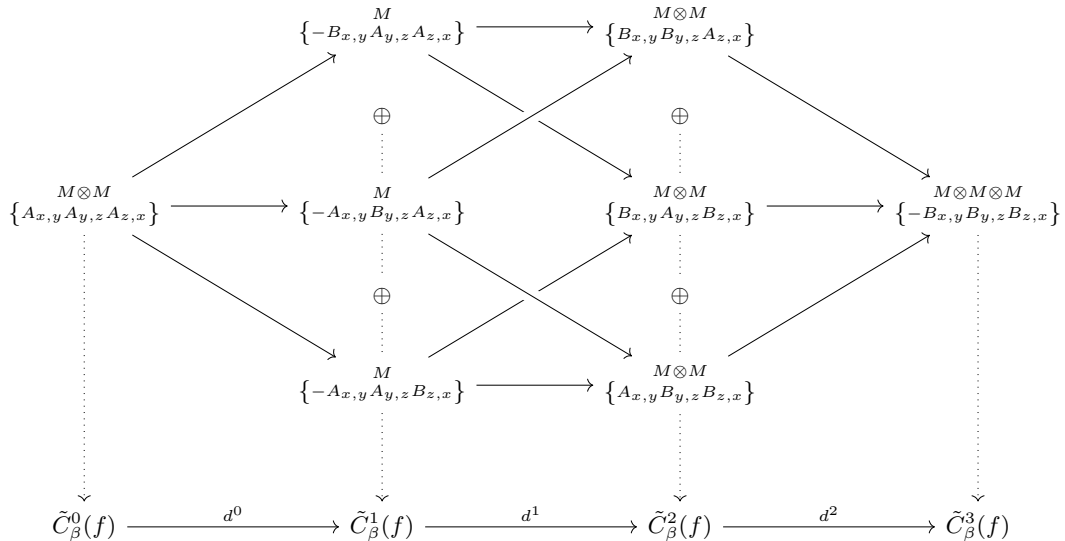 M M⊗M
{−B_{x,y}A_{y,z}A_{z,x}} {B_{x,y}B_{y,z}A_{z,x}}
⊕ ⊕
M⊗M M M⊗M M⊗M⊗M
{A_{x,y}A_{y,z}A_{z,x}} {−A_{x,y}B_{y,z}A_{z,x}} {B_{x,y}A_{y,z}B_{z,x}} {−B_{x,y}B_{y,z}B_{z,x}}
⊕ ⊕
M M⊗M
{−A_{x,y}A_{y,z}B_{z,x}} {A_{x,y}B_{y,z}B_{z,x}}
C̃^0_β(f) d^0 C̃^1_β(f) d^1 C̃^2_β(f) d^2 C̃^3_β(f)